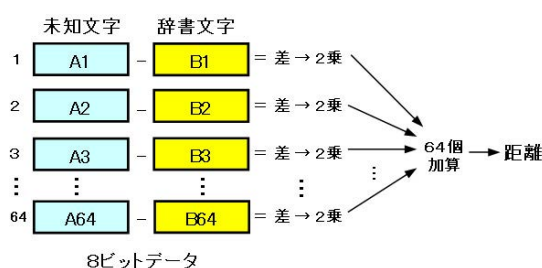 未知文字 辞書文字
1 A1 − B1 = 差→2乗
2 A2 − B2 = 差→2乗
3 A3 − B3 = 差→2乗 64個 加算 → 距離
⋮ ⋮ ⋮ ⋮ ⋮
64 A64 − B64 = 差→2乗
8ビットデータ